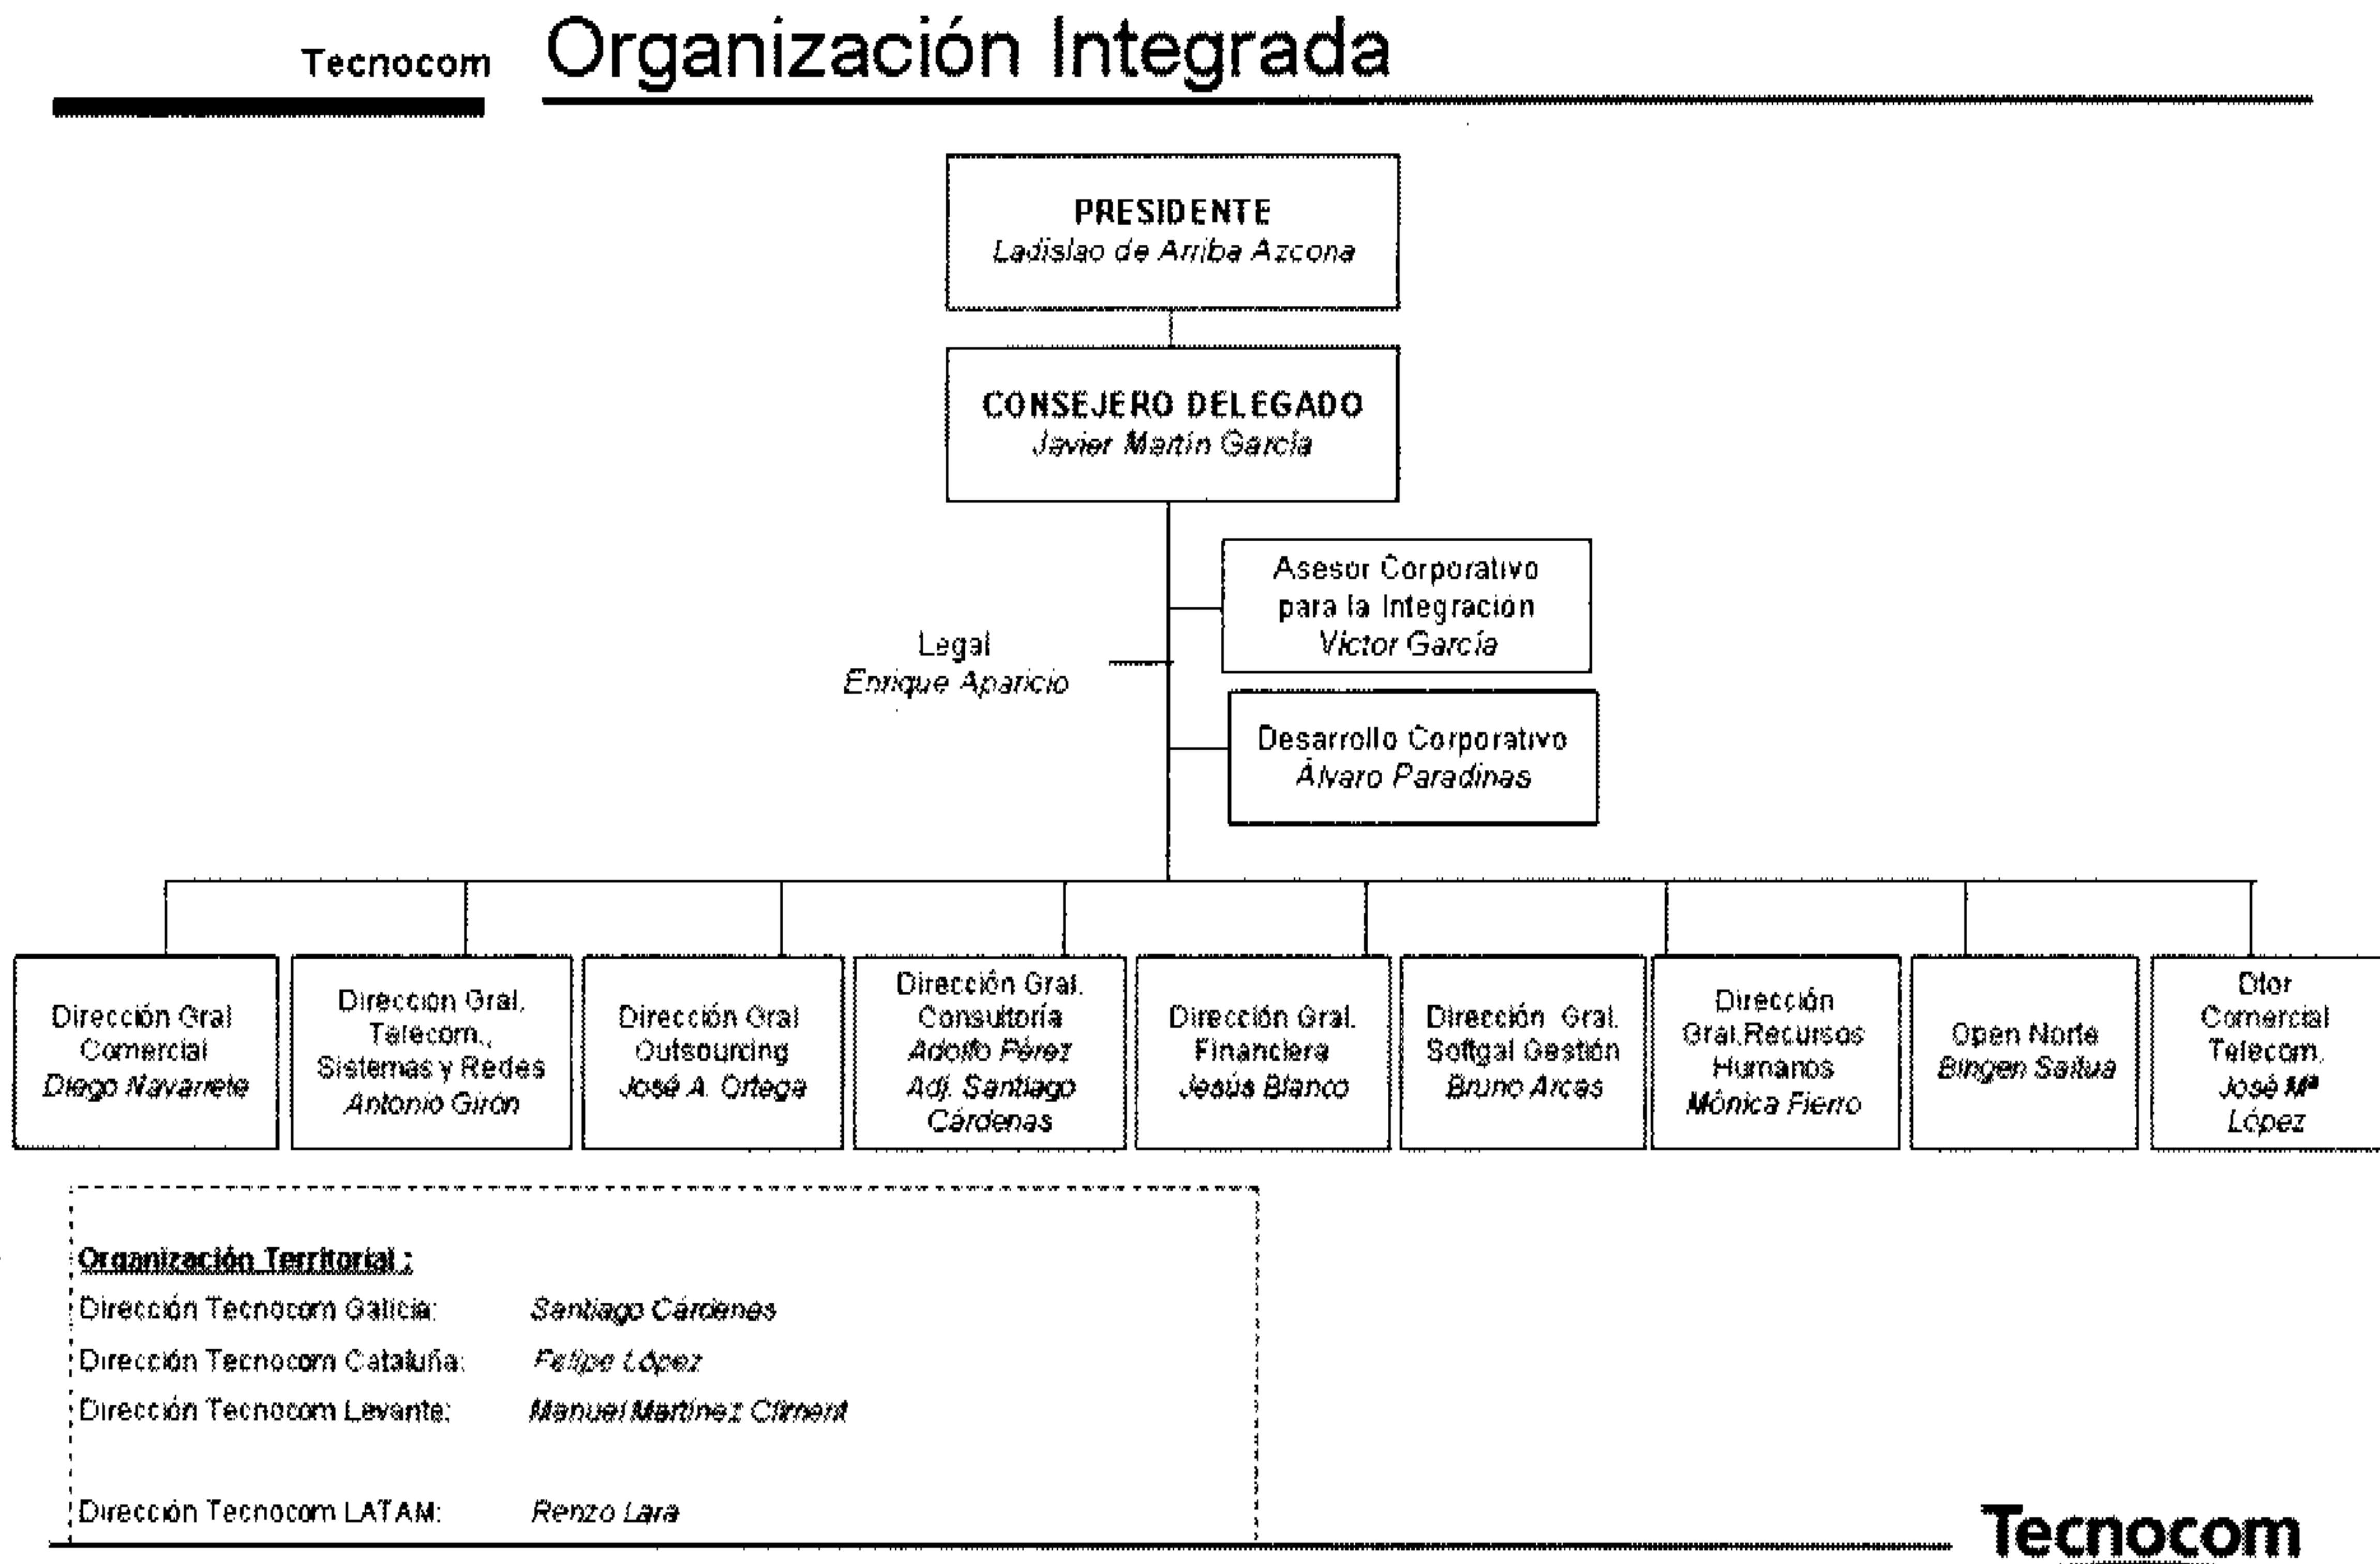 Tecnocom Organización Integrada
PRESIDENTE
Ladislao de Arriba Azcona
CONSEJERO DELEGADO
Javier Martín García
Asesor Corporativo
para la Integración
Víctor García
Legal
Enrique Aparicio
Desarrollo Corporativo
Álvaro Paradinas
Dirección Gral
Comercial
Diego Navarrete
Dirección Gral.
Telecom.,
Sistemas y Redes
Antonio Girón
Dirección Gral
Outsourcing
José A. Ortega
Dirección Gral.
Consultoría
Adolfo Pérez
Adj. Santiago
Cárdenas
Dirección Gral.
Financiera
Jesús Blanco
Dirección Gral.
Softgal Gestión
Bruno Arcas
Dirección
Gral.Recursos
Humanos
Mónica Fierro
Open Norte
Bingen Saitua
Dtor
Comercial
Telecom.
José Mª
López
Organización Territorial :
Dirección Tecnocom Galicia: Santiago Cárdenas
Dirección Tecnocom Cataluña: Felipe López
Dirección Tecnocom Levante: Manuel Martínez Climent
Dirección Tecnocom LATAM: Renzo Lara
Tecnocom